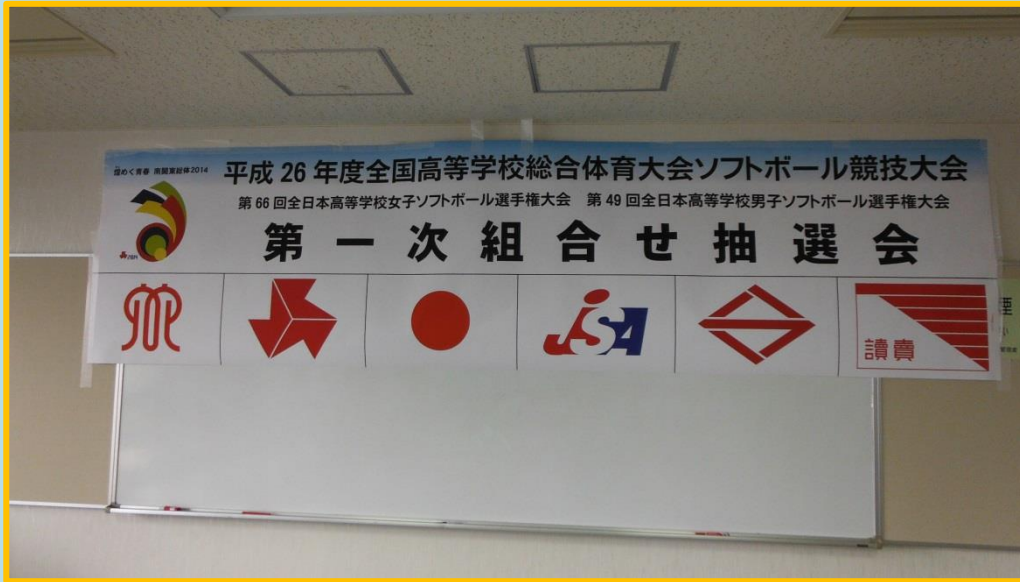 煌めく青春 南関東総体2014
平成 26 年度全国高等学校総合体育大会ソフトボール競技大会
第 66 回全日本高等学校女子ソフトボール選手権大会 第 49 回全日本高等学校男子ソフトボール選手権大会
第一次組合せ抽選会
JSA
讀賣